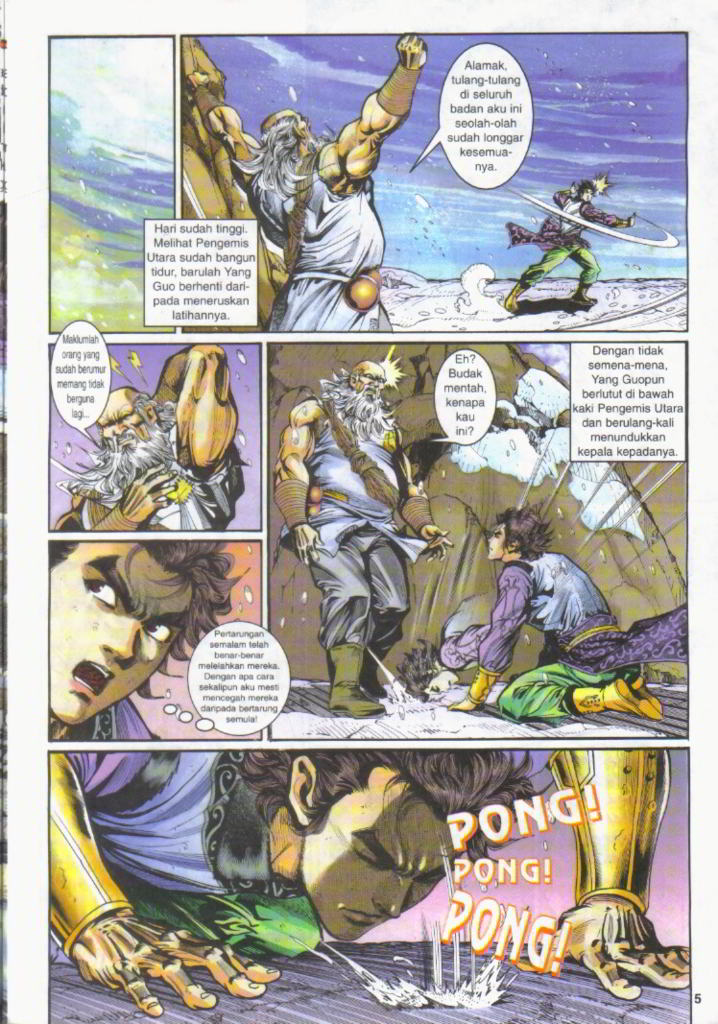 Alamak,
tulang-tulang
di seluruh
badan aku ini
seolah-olah
sudah longgar
kesemua-
nya.
Hari sudah tinggi.
Melihat Pengemis
Utara sudah bangun
tidur, barulah Yang
Guo berhenti dari-
pada meneruskan
latihannya.
Maklumlah
orang yang
sudah berumur
memang tidak
berguna
lagi...
Eh?
Budak
mentah,
kenapa
kau
ini?
Dengan tidak
semena-mena,
Yang Guopun
berlutut di bawah
kaki Pengemis Utara
dan berulang-kali
menundukkan
kepala kepadanya.
Pertarungan
semalam telah
benar-benar
meletihkan mereka.
Dengan apa cara
sekalipun aku mesti
mencegah mereka
daripada bertarung
semula!
PONG!
PONG!
PONG!
5